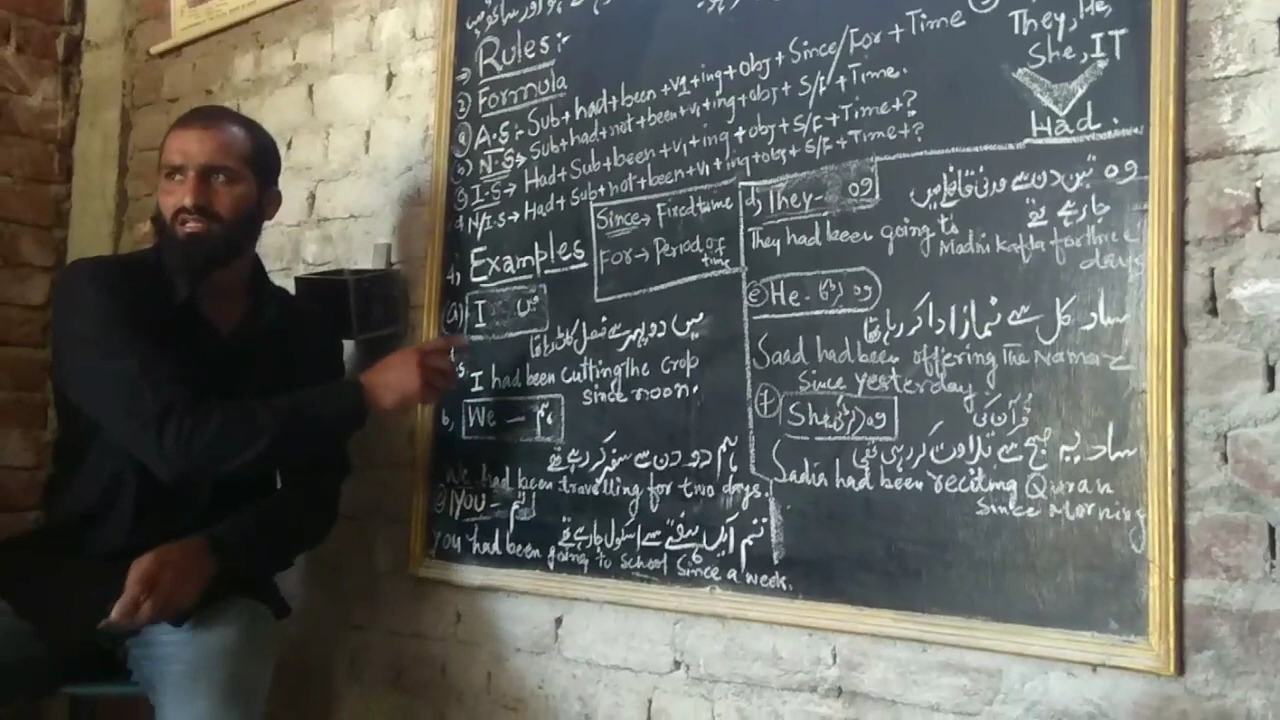 Rules:-
② Formula
ⓐ A.S:- Sub+had+been+v1+ing+obj+Since/For+Time
ⓑ N.S→ Sub+had+not+been+v1+ing+obj+S/F+Time.
I.S→ Had+Sub+been+v1+ing+obj+S/F+Time+?
d N/I.S→ Had+Sub+not+been+v1+ing+obj+S/F+Time+?
They, He,
She, IT
Had.
Since→ Fixed time
For→ Period of time
4, Examples
(a) I میں
میں دوپہر سے فصل کاٹ رہا تھا
I had been cutting The crop
since noon.
b, We – ہم
ہم دو دن سے سفر کر رہے تھے
We had been travelling for two days.
You – تم
تم ایک ہفتے سے اسکول جا رہے تھے
You had been going to School Since a week.
d, They – وہ
وہ تین دن سے مدنی قافلے میں
جا رہے تھے
They had been going to
Madni Kafla for three
days
ⓔ He – وہ (لڑکا)
ساد کل سے نماز ادا کر رہا تھا
Saad had been offering The Namaz
Since yesterday
ⓕ She وہ (لڑکی)
قرآن کی
سادیہ صبح سے تلاوت کر رہی تھی
Sadia had been reciting Quran
Since Morning